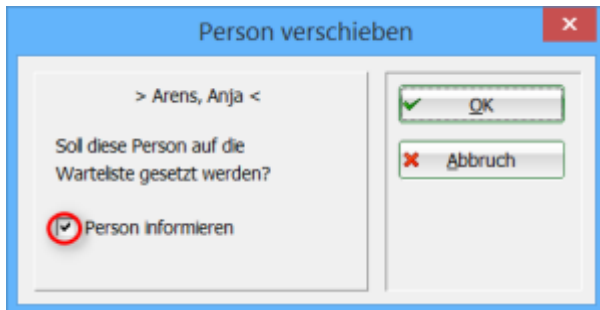 Person verschieben
> Arens, Anja <
Soll diese Person auf die
Warteliste gesetzt werden?
Person informieren
OK
Abbruch